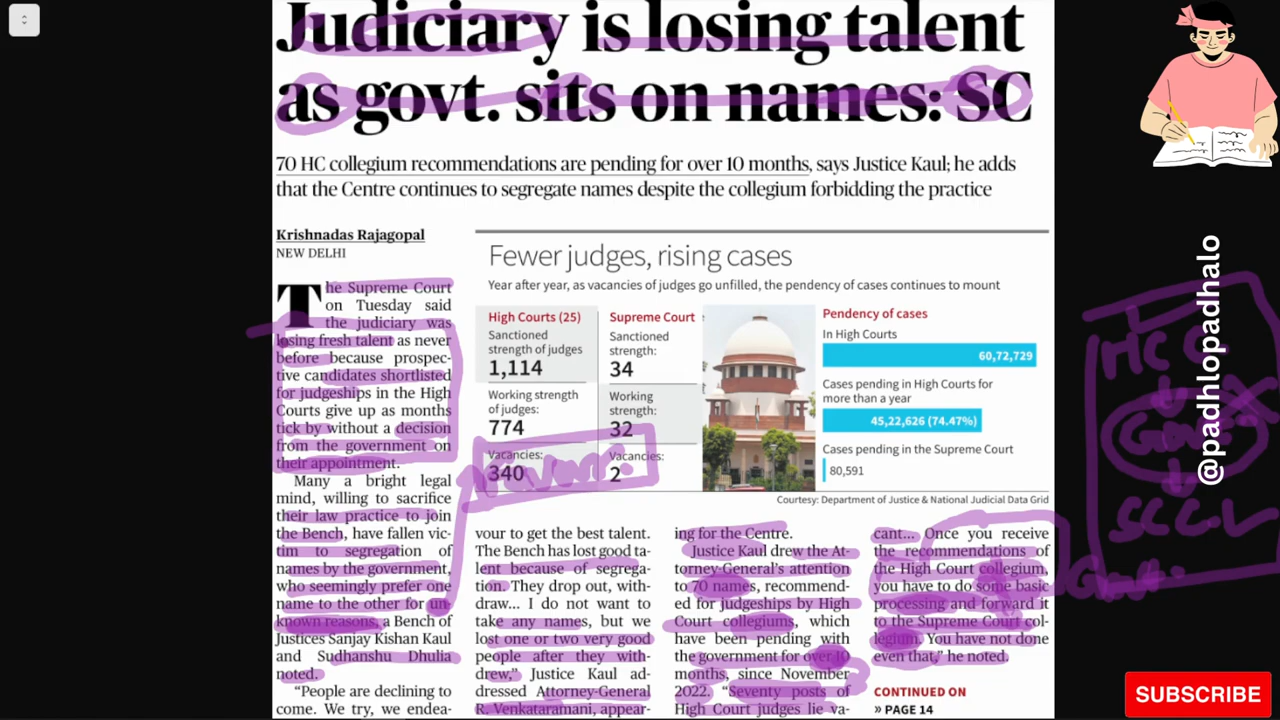 Judiciary is losing talent
as govt. sits on names: SC
70 HC collegium recommendations are pending for over 10 months, says Justice Kaul; he adds
that the Centre continues to segregate names despite the collegium forbidding the practice
Krishnadas Rajagopal
NEW DELHI
The Supreme Court
on Tuesday said
the judiciary was
losing fresh talent as never
before because prospec-
tive candidates shortlisted
for judgeships in the High
Courts give up as months
tick by without a decision
from the government on
their appointment.
Many a bright legal
mind, willing to sacrifice
their law practice to join
the Bench, have fallen vic-
tim to segregation of
names by the government,
who seemingly prefer one
name to the other for un-
known reasons, a Bench of
Justices Sanjay Kishan Kaul
and Sudhanshu Dhulia
noted.
“People are declining to
come. We try, we endea-
Fewer judges, rising cases
Year after year, as vacancies of judges go unfilled, the pendency of cases continues to mount
High Courts (25)
Sanctioned
strength of judges
1,114
Working strength
of judges:
774
Vacancies:
340
Supreme Court
Sanctioned
strength:
34
Working
strength:
32
Vacancies:
2
Pendency of cases
In High Courts
60,72,729
Cases pending in High Courts for
more than a year
45,22,626 (74.47%)
Cases pending in the Supreme Court
80,591
Courtesy: Department of Justice & National Judicial Data Grid
vour to get the best talent.
The Bench has lost good ta-
lent because of segrega-
tion. They drop out, with-
draw... I do not want to
take any names, but we
lost one or two very good
people after they with-
drew,” Justice Kaul ad-
dressed Attorney-General
R. Venkataramani, appear-
ing for the Centre.
Justice Kaul drew the At-
torney-General’s attention
to 70 names, recommend-
ed for judgeships by High
Court collegiums, which
have been pending with
the government for over 10
months, since November
2022. “Seventy posts of
High Court judges lie va-
cant... Once you receive
the recommendations of
the High Court collegium,
you have to do some basic
processing and forward it
to the Supreme Court col-
legium. You have not done
even that,” he noted.
CONTINUED ON
» PAGE 14
@padhlopadhalo
HC C
SC C
SUBSCRIBE